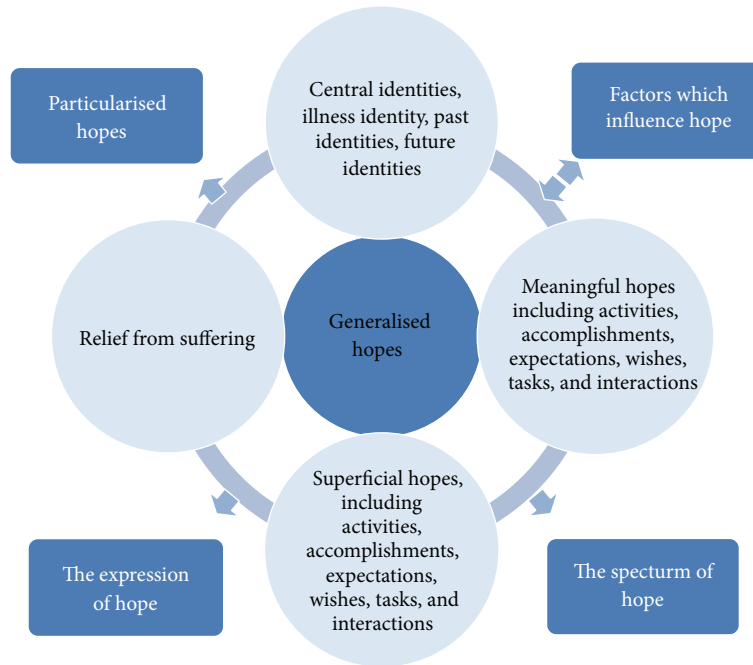 Particularised
hopes
Central identities,
illness identity, past
identities, future
identities
Factors which
influence hope
Relief from suffering
Generalised
hopes
Meaningful hopes
including activities,
accomplishments,
expectations, wishes,
tasks, and interactions
The expression
of hope
Superficial hopes,
including
activities,
accomplishments,
expectations,
wishes, tasks, and
interactions
The specturm of
hope